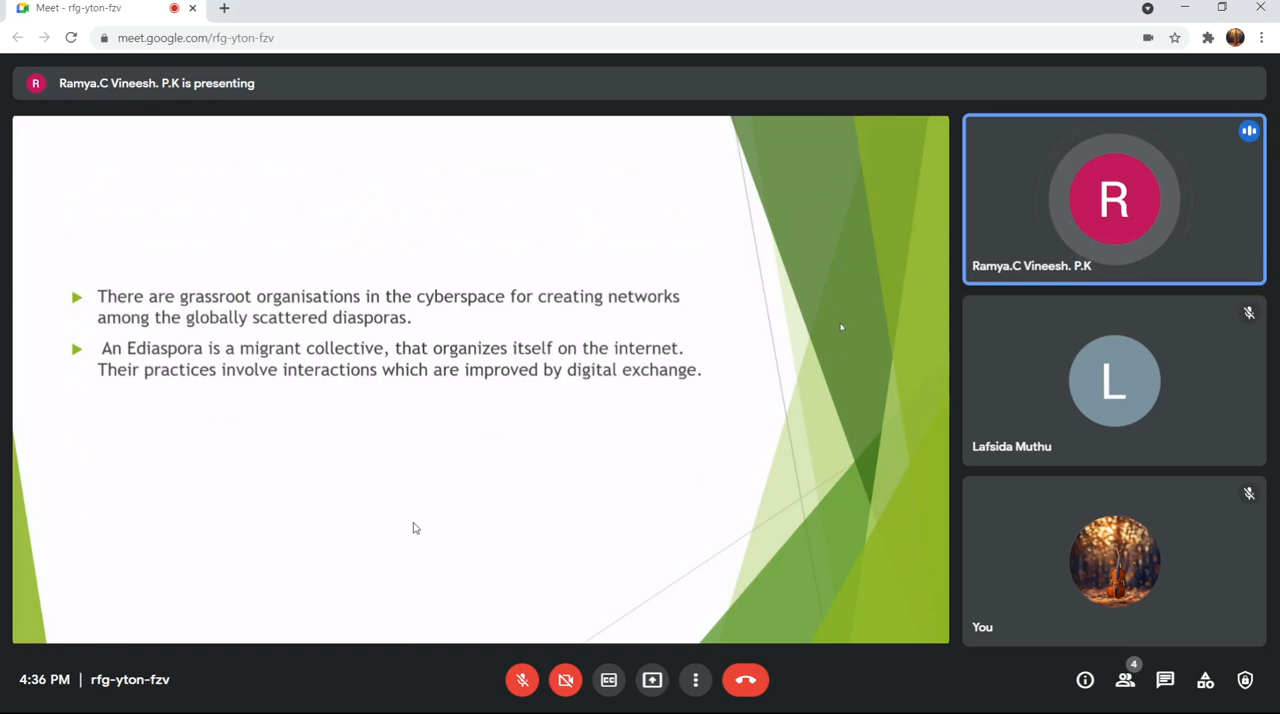 Meet - rfg-yton-fzv
meet.google.com/rfg-yton-fzv
R
Ramya.C Vineesh. P.K is presenting
There are grassroot organisations in the cyberspace for creating networks
among the globally scattered diasporas.
An Ediaspora is a migrant collective, that organizes itself on the internet.
Their practices involve interactions which are improved by digital exchange.
R
Ramya.C Vineesh. P.K
L
Lafsida Muthu
You
4:36 PM | rfg-yton-fzv
CC
4